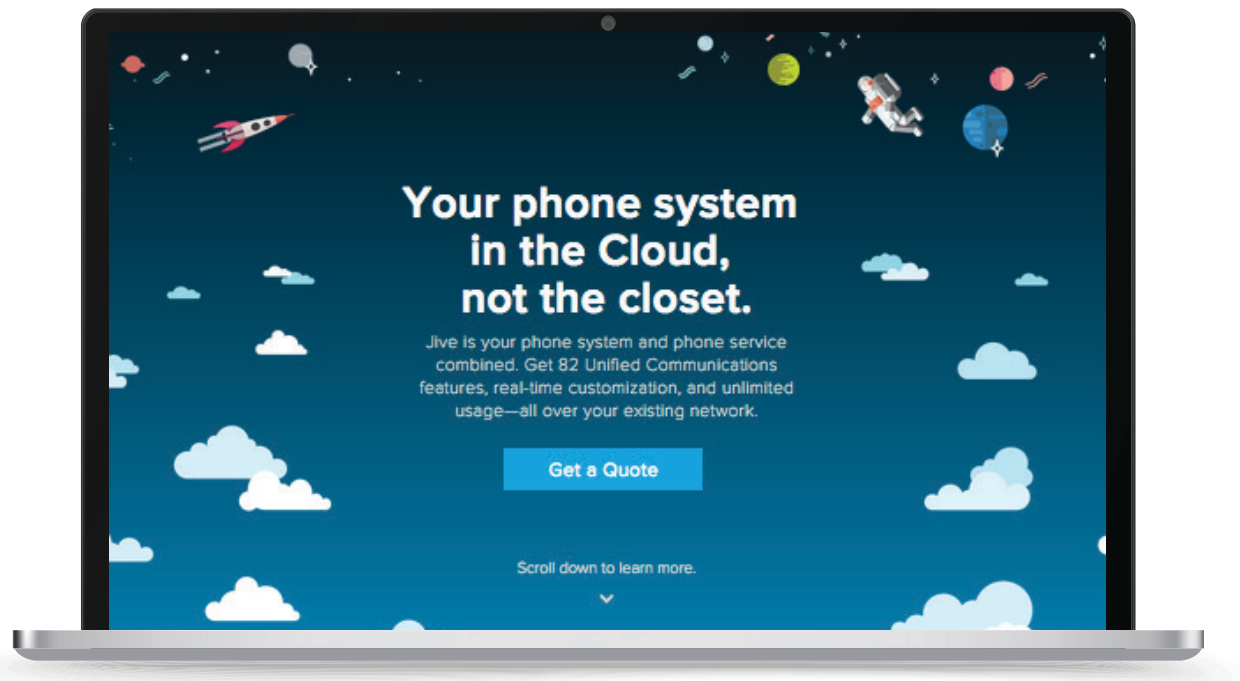 Your phone system
in the Cloud,
not the closet.
Jive is your phone system and phone service
combined. Get 82 Unified Communications
features, real-time customization, and unlimited
usage—all over your existing network.
Get a Quote
Scroll down to learn more.